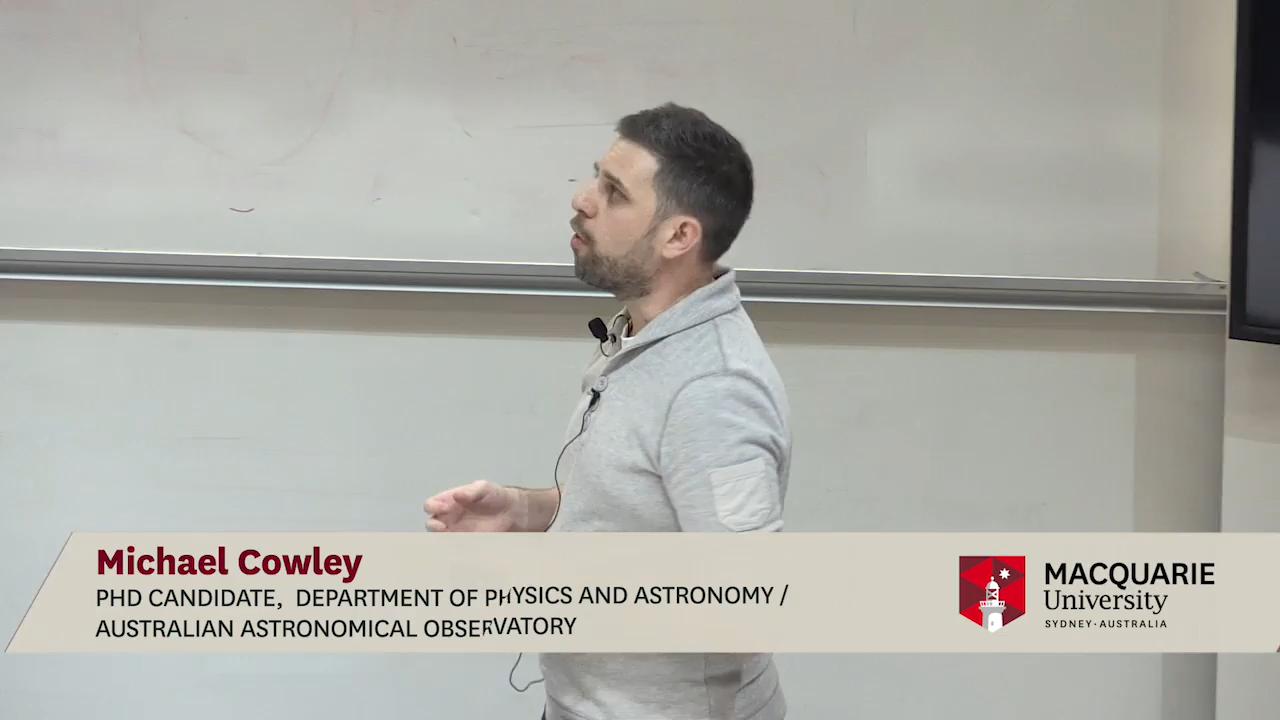 Michael Cowley
PHD CANDIDATE, DEPARTMENT OF PHYSICS AND ASTRONOMY /
AUSTRALIAN ASTRONOMICAL OBSERVATORY
MACQUARIE
University
SYDNEY·AUSTRALIA